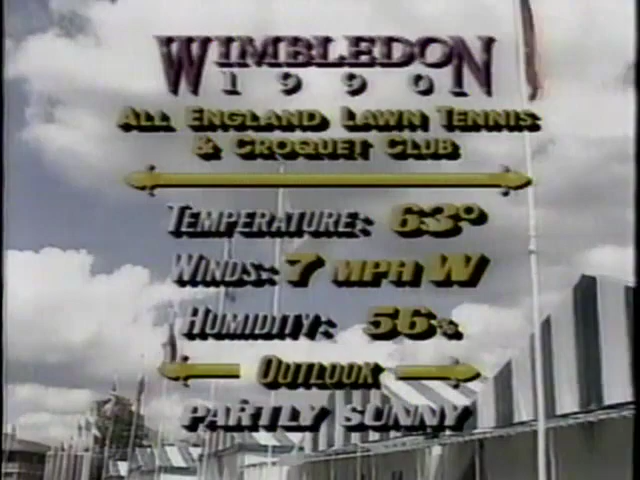 WIMBLEDON
1990
ALL ENGLAND LAWN TENNIS
& CROQUET CLUB
TEMPERATURE: 63°
WINDS: 7 MPH W
HUMIDITY: 56%
OUTLOOK
PARTLY SUNNY